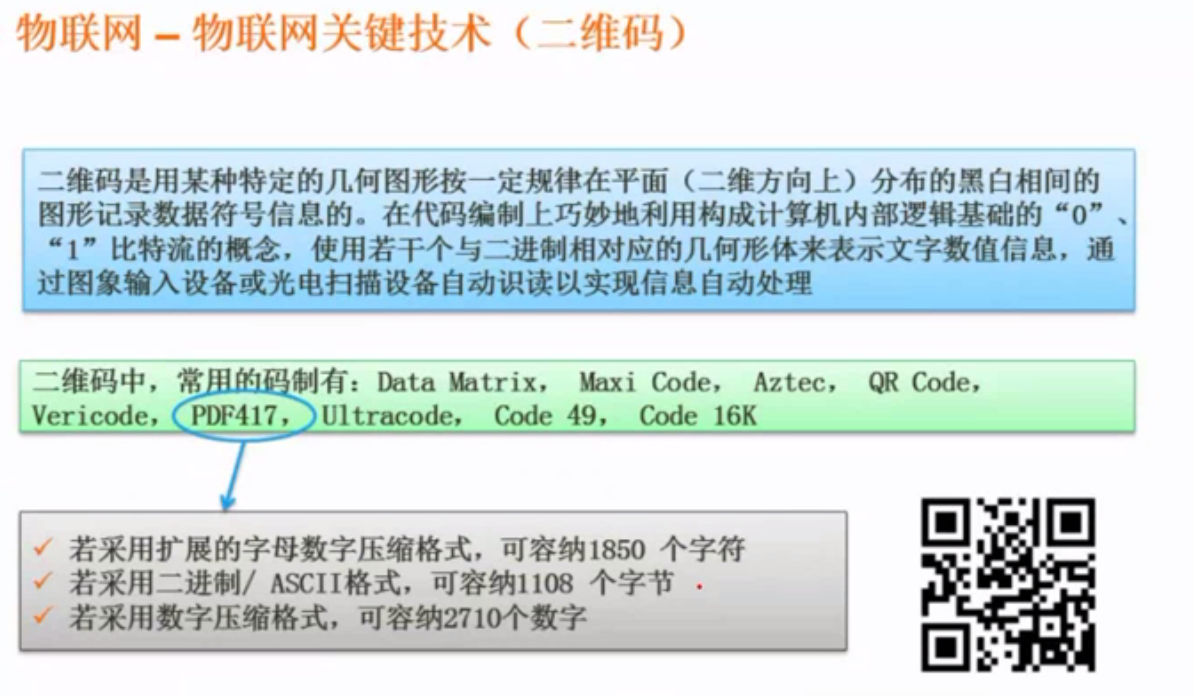 物联网 – 物联网关键技术（二维码）
二维码是用某种特定的几何图形按一定规律在平面（二维方向上）分布的黑白相间的
图形记录数据符号信息的。在代码编制上巧妙地利用构成计算机内部逻辑基础的“0”、
“1”比特流的概念，使用若干个与二进制相对应的几何形体来表示文字数值信息，通
过图象输入设备或光电扫描设备自动识读以实现信息自动处理
二维码中，常用的码制有：Data Matrix， Maxi Code， Aztec， QR Code，
Vericode， PDF417， Ultracode， Code 49， Code 16K
✓ 若采用扩展的字母数字压缩格式，可容纳1850 个字符
✓ 若采用二进制/ ASCII格式，可容纳1108 个字节
✓ 若采用数字压缩格式，可容纳2710个数字